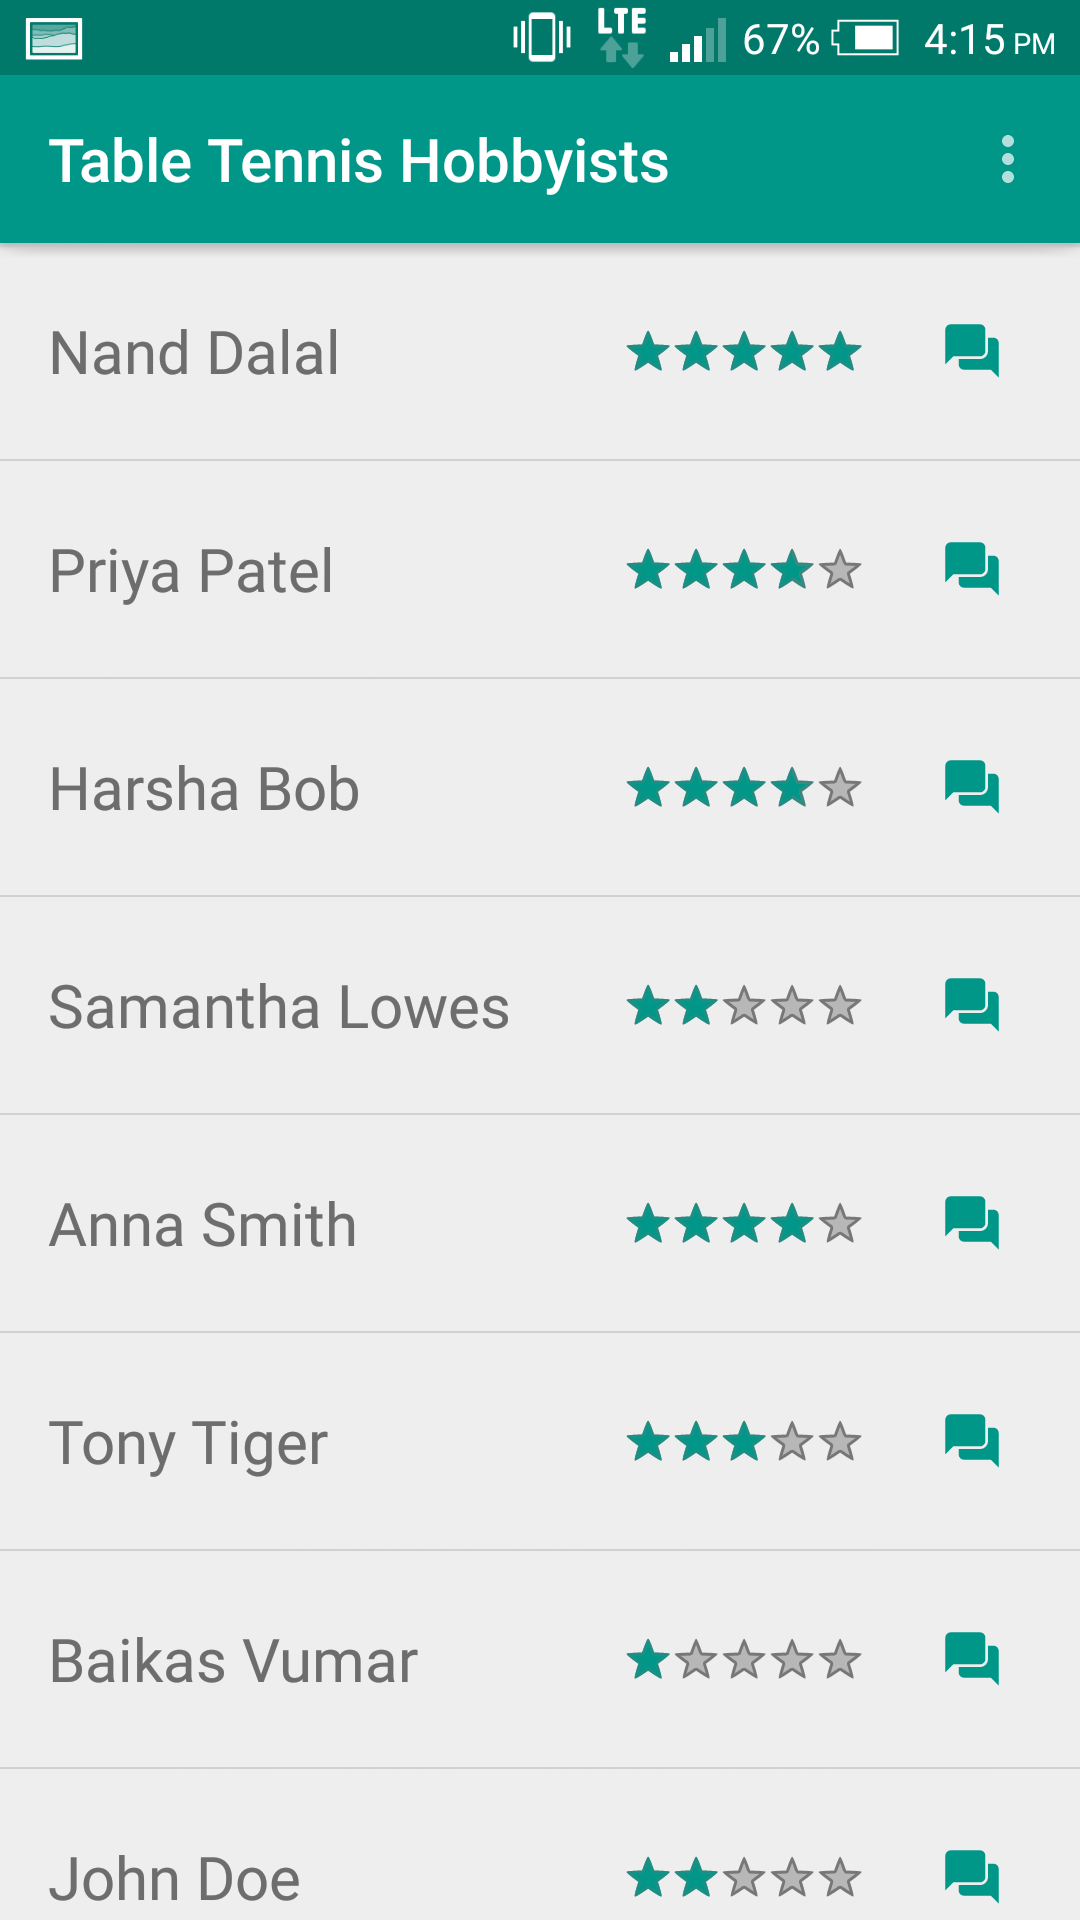 LTE 67% 4:15 PM
Table Tennis Hobbyists
Nand Dalal
Priya Patel
Harsha Bob
Samantha Lowes
Anna Smith
Tony Tiger
Baikas Vumar
John Doe